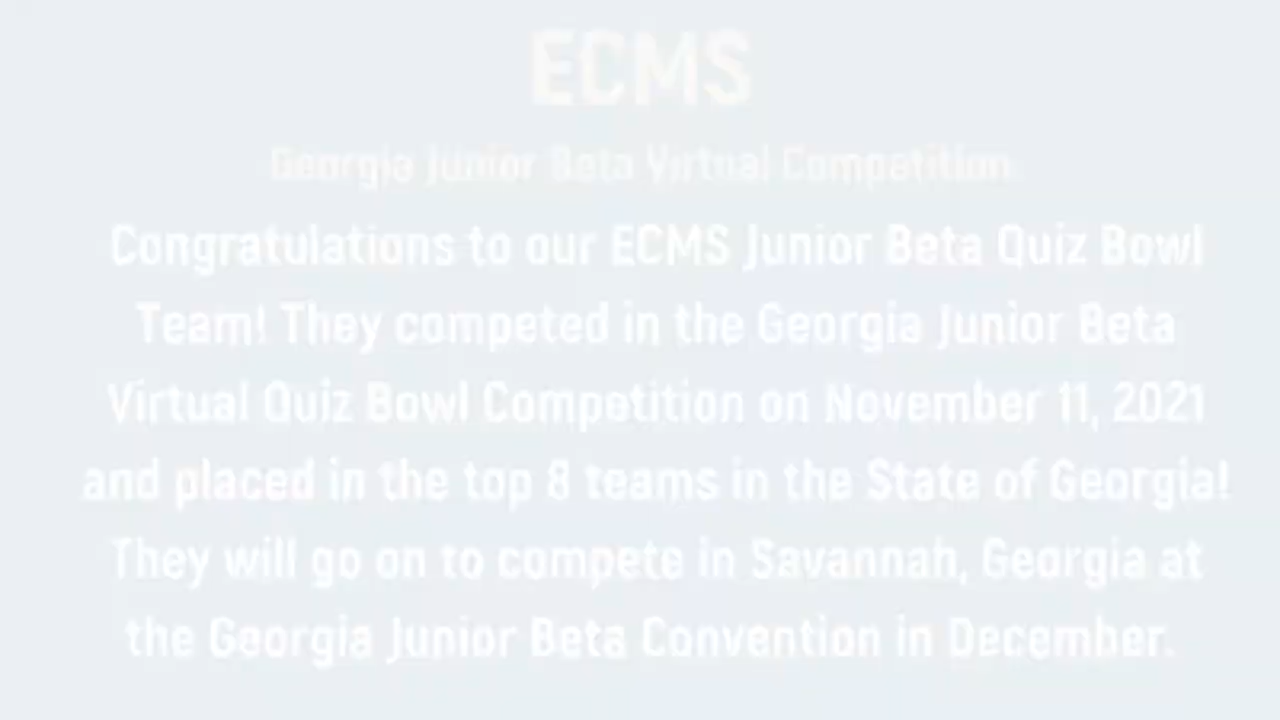 ECMS
Georgia Junior Beta Virtual Competition
Congratulations to our ECMS Junior Beta Quiz Bowl
Team! They competed in the Georgia Junior Beta
Virtual Quiz Bowl Competition on November 11, 2021
and placed in the top 8 teams in the State of Georgia!
They will go on to compete in Savannah, Georgia at
the Georgia Junior Beta Convention in December.